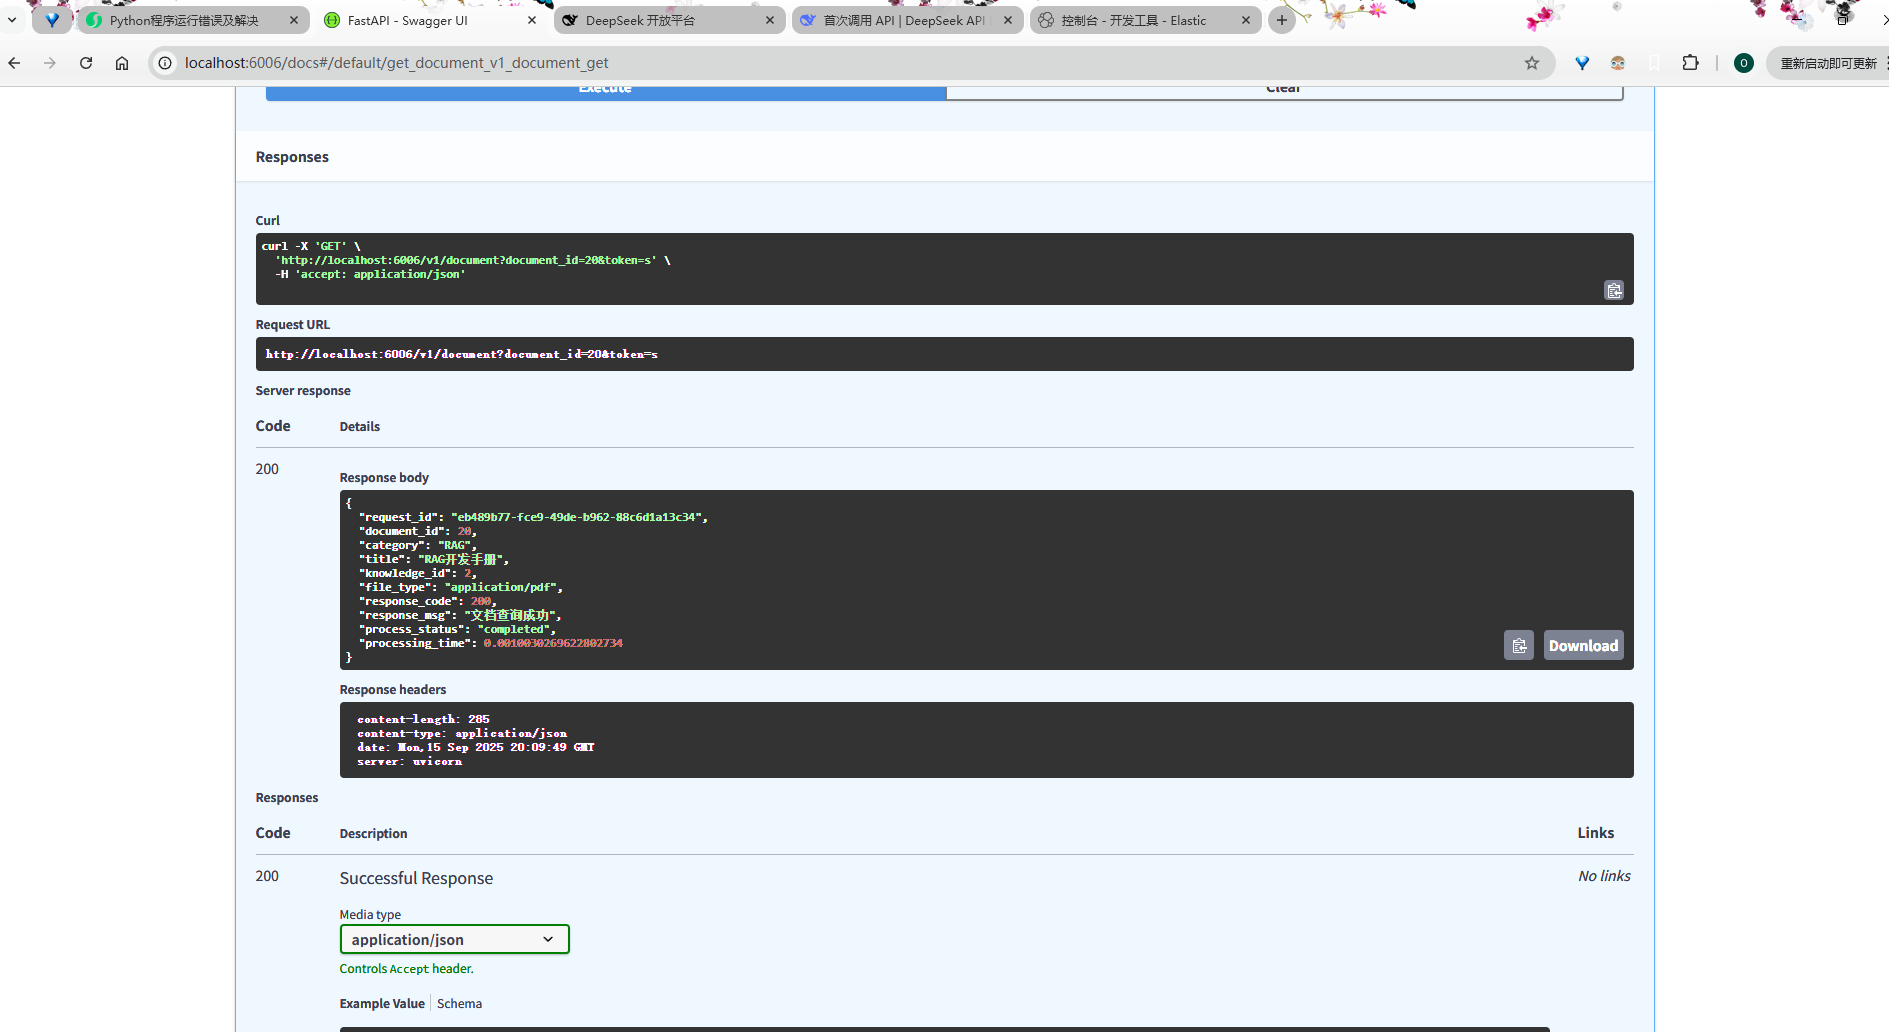 Python程序运行错误及解决
FastAPI - Swagger UI
DeepSeek 开放平台
首次调用 API | DeepSeek API
控制台 - 开发工具 - Elastic
localhost:6006/docs#/default/get_document_v1_document_get
O
重新启动即可更新
Execute
Clear
Responses
Curl
curl -X 'GET' \
'http://localhost:6006/v1/document?document_id=20&token=s' \
-H 'accept: application/json'
Request URL
http://localhost:6006/v1/document?document_id=20&token=s
Server response
Code Details
200
Response body
{
"request_id": "eb489b77-fce9-49de-b962-88c6d1a13c34",
"document_id": 20,
"category": "RAG",
"title": "RAG开发手册",
"knowledge_id": 2,
"file_type": "application/pdf",
"response_code": 200,
"response_msg": "文档查询成功",
"process_status": "completed",
"processing_time": 0.0010030269622802734
}
Download
Response headers
content-length: 285
content-type: application/json
date: Mon,15 Sep 2025 20:09:49 GMT
server: uvicorn
Responses
Code Description Links
200 Successful Response No links
Media type
application/json
Controls Accept header.
Example Value Schema